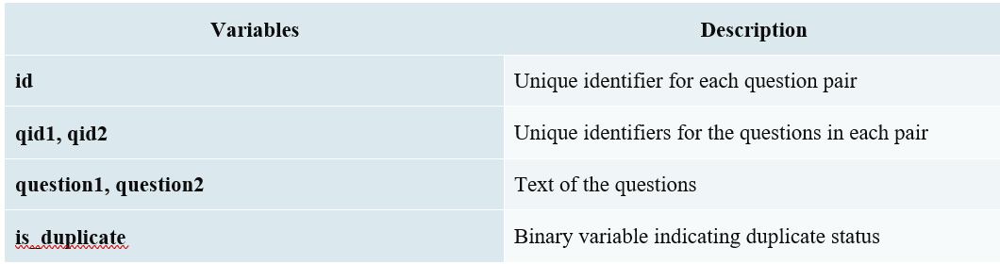 Variables Description
id Unique identifier for each question pair
qid1, qid2 Unique identifiers for the questions in each pair
question1, question2 Text of the questions
is_duplicate Binary variable indicating duplicate status